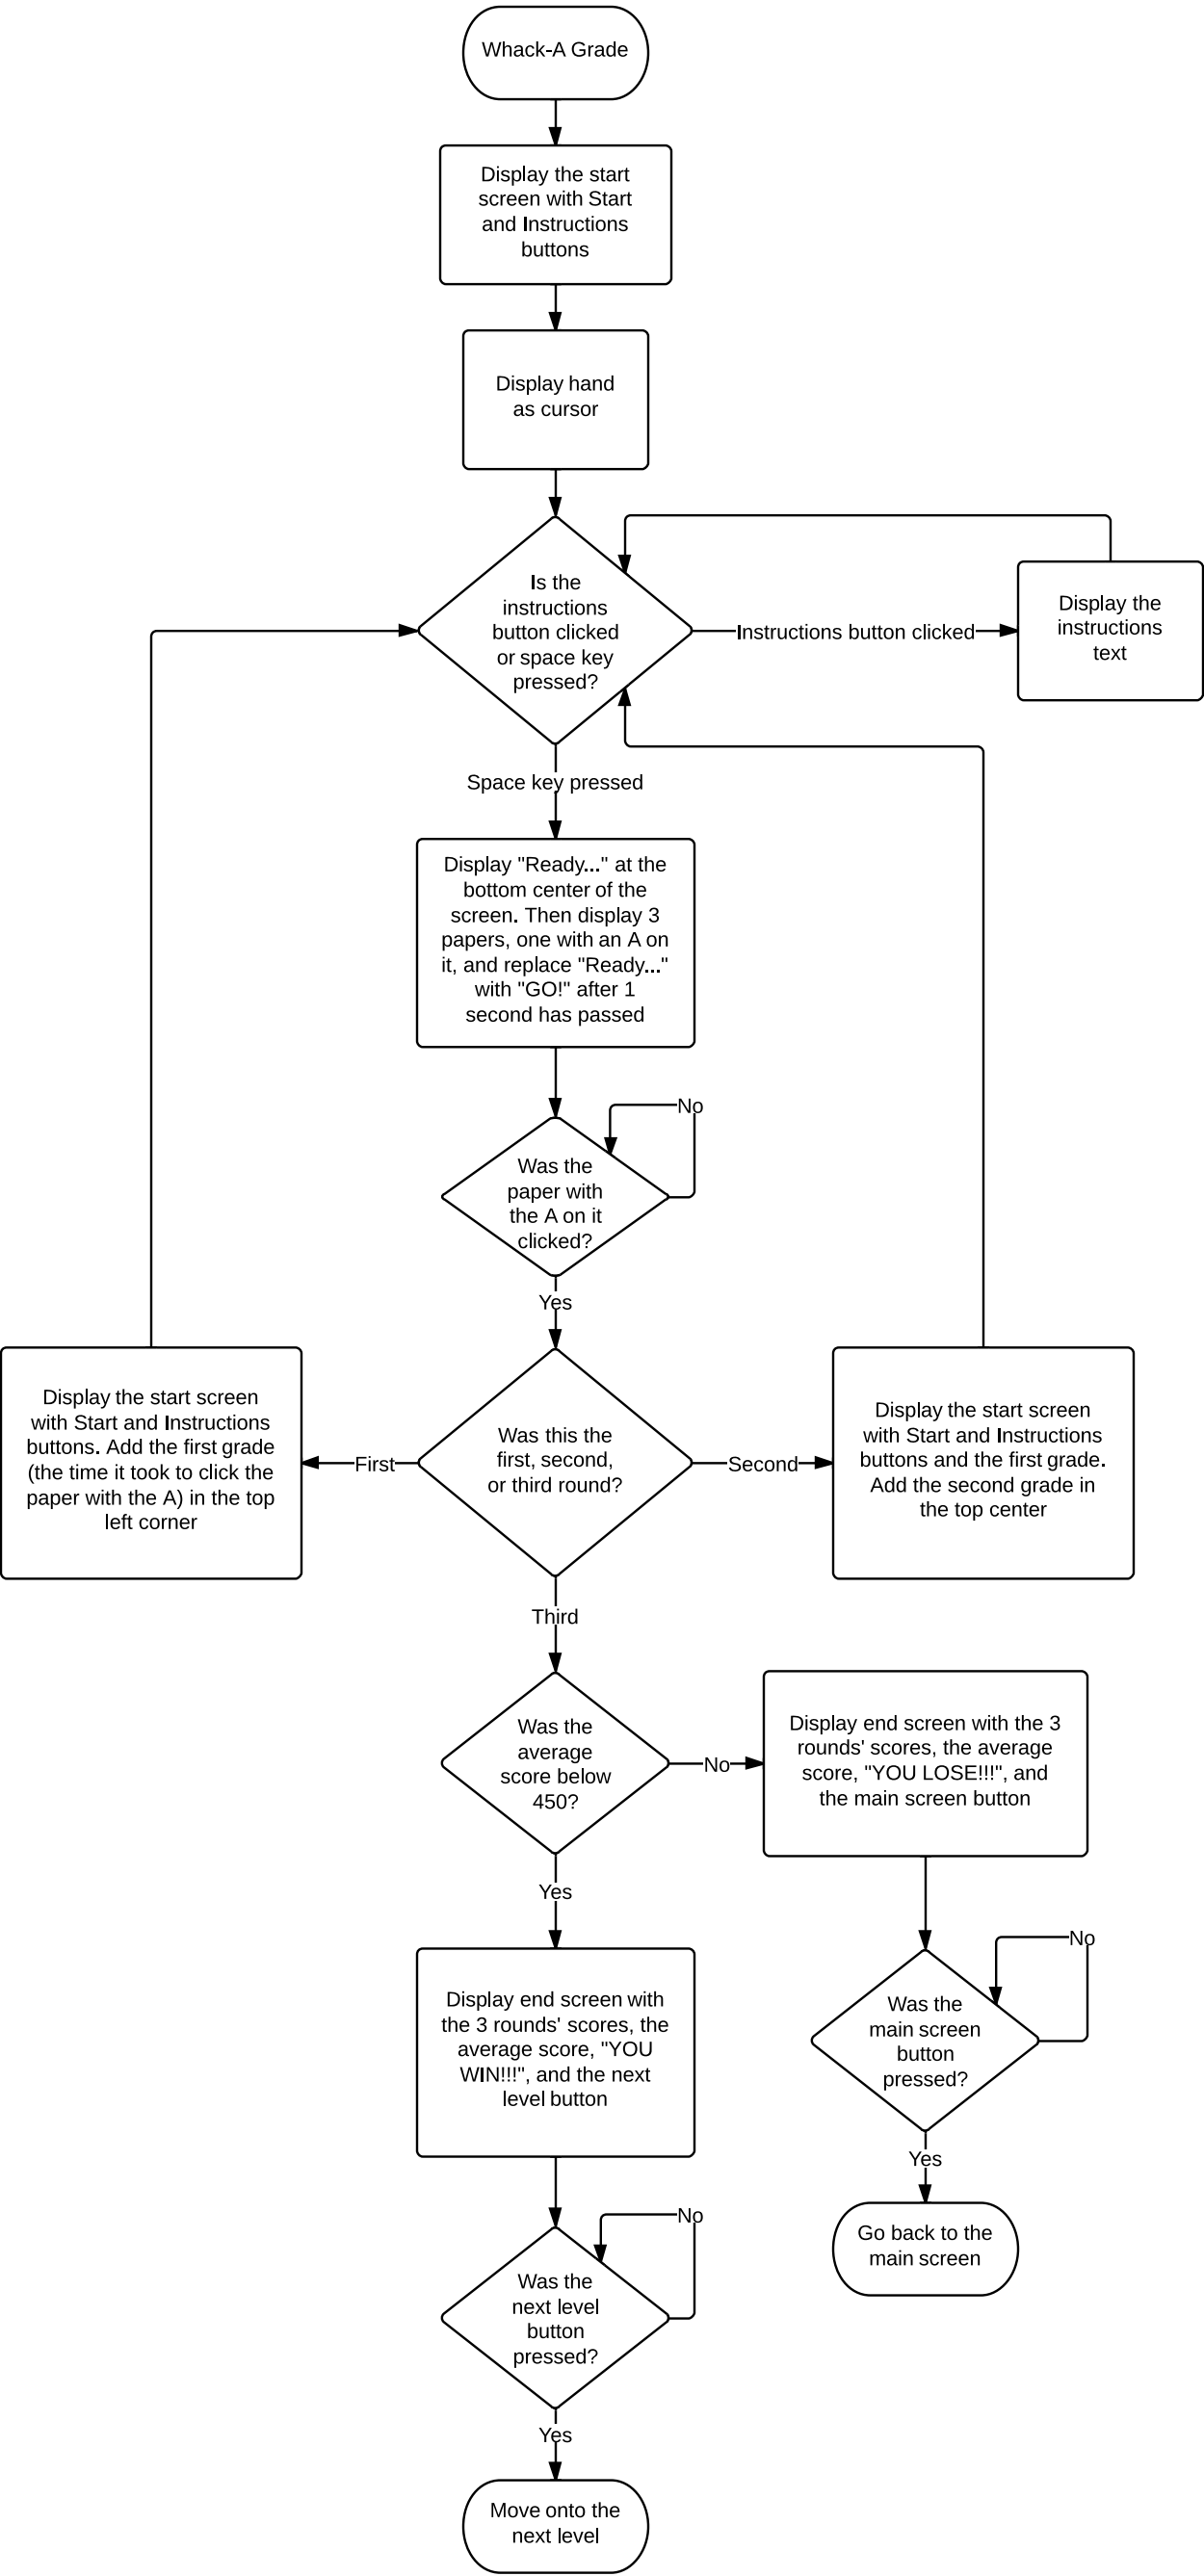 Whack-A Grade
Display the start
screen with Start
and Instructions
buttons
Display hand
as cursor
Is the
instructions
button clicked
or space key
pressed?
Instructions button clicked
Display the
instructions
text
Space key pressed
Display "Ready..." at the
bottom center of the
screen. Then display 3
papers, one with an A on
it, and replace "Ready..."
with "GO!" after 1
second has passed
No
Was the
paper with
the A on it
clicked?
Yes
Display the start screen
with Start and Instructions
buttons. Add the first grade
(the time it took to click the
paper with the A) in the top
left corner
First
Was this the
first, second,
or third round?
Second
Display the start screen
with Start and Instructions
buttons and the first grade.
Add the second grade in
the top center
Third
Was the
average
score below
450?
No
Display end screen with the 3
rounds' scores, the average
score, "YOU LOSE!!!", and
the main screen button
Yes
No
Display end screen with
the 3 rounds' scores, the
average score, "YOU
WIN!!!", and the next
level button
Was the
main screen
button
pressed?
Yes
Go back to the
main screen
No
Was the
next level
button
pressed?
Yes
Move onto the
next level